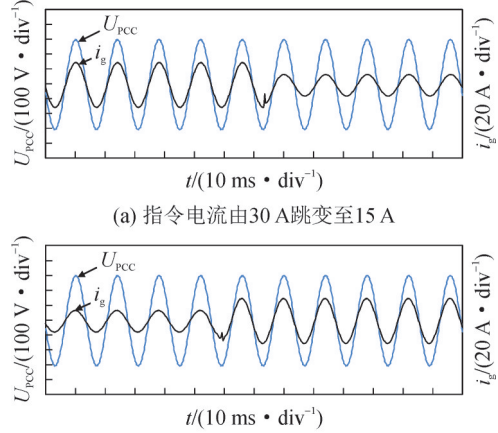 U_PCC
i_g
U_PCC/(100 V·div⁻¹)
i_g/(20 A·div⁻¹)
t/(10 ms·div⁻¹)
(a) 指令电流由30 A跳变至15 A
U_PCC
i_g
U_PCC/(100 V·div⁻¹)
i_g/(20 A·div⁻¹)
t/(10 ms·div⁻¹)